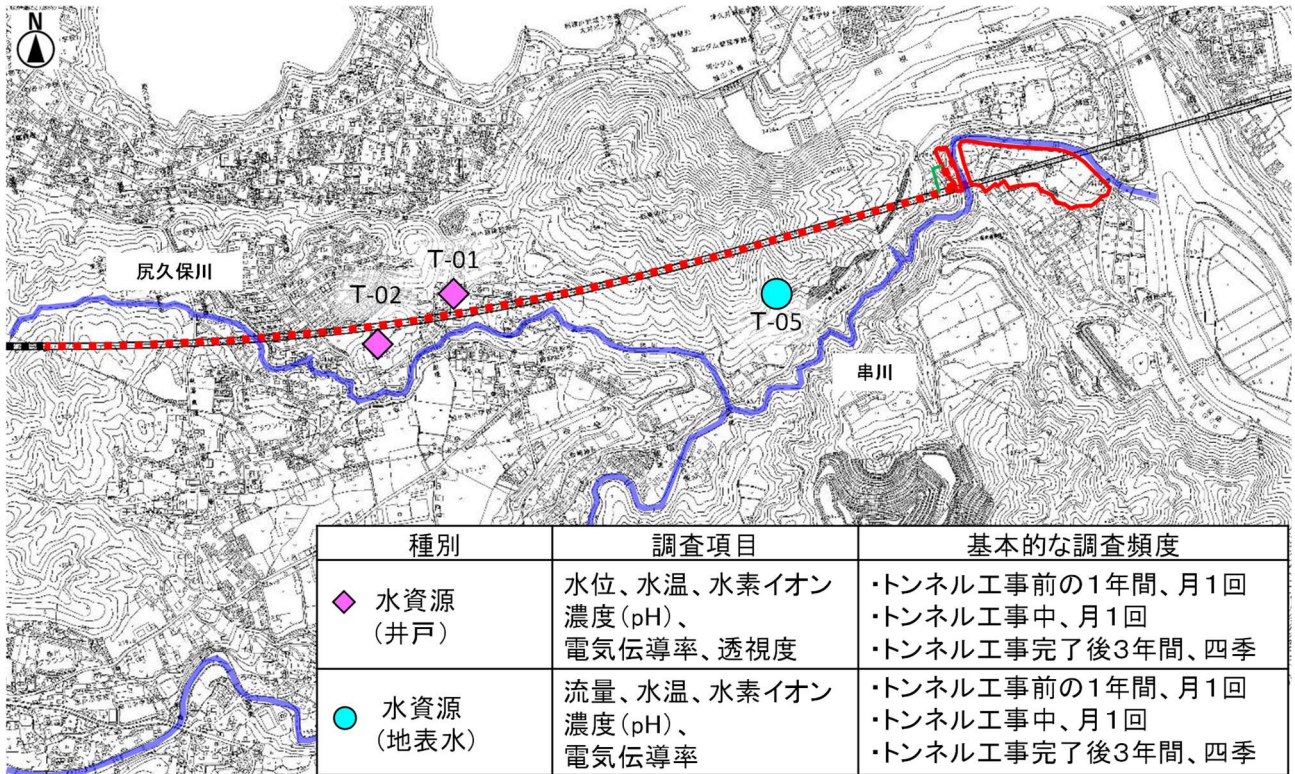 N
尻久保川
T-01
T-02
T-05
串川
種別
調査項目
基本的な調査頻度
水資源
(井戸)
水位、水温、水素イオン
濃度(pH)、
電気伝導率、透視度
・トンネル工事前の1年間、月1回
・トンネル工事中、月1回
・トンネル工事完了後3年間、四季
水資源
(地表水)
流量、水温、水素イオン
濃度(pH)、
電気伝導率
・トンネル工事前の1年間、月1回
・トンネル工事中、月1回
・トンネル工事完了後3年間、四季